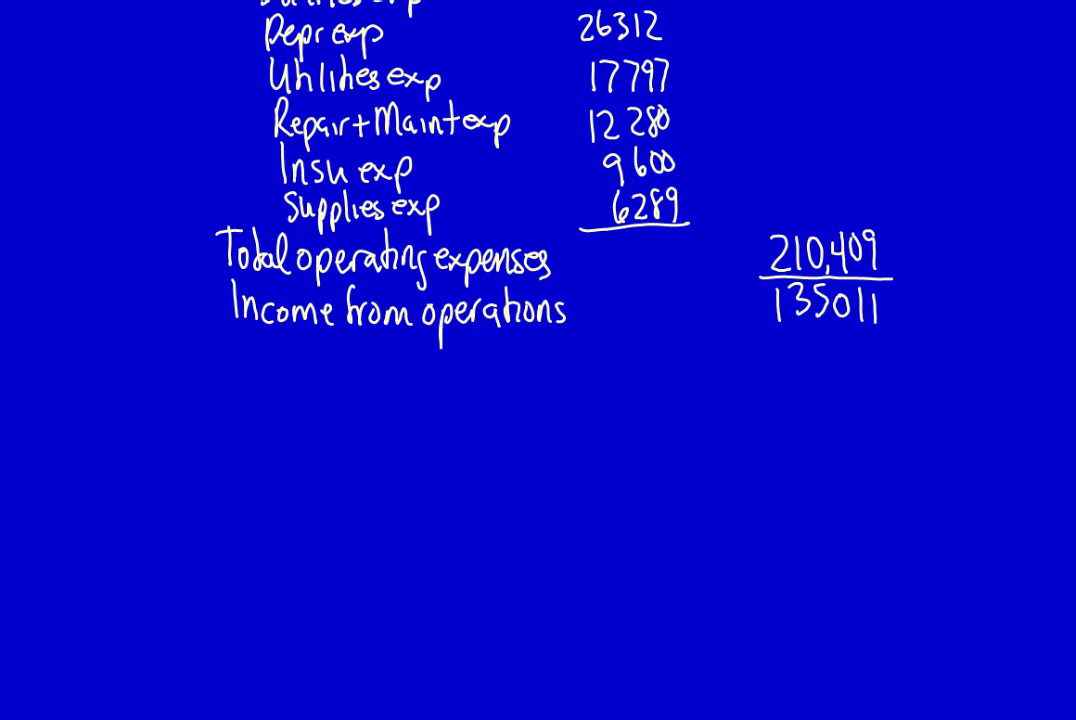 Depr exp 26312
Utilities exp 17797
Repair+Maint exp 12280
Insu exp 9600
Supplies exp 6289
Total operating expenses 210,409
Income from operations 135011